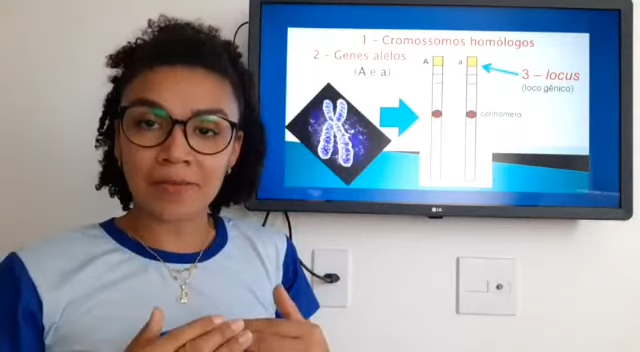 1 - Cromossomos homólogos
2 - Genes alelos
(A e a)
A a
3 - locus
(loco gênico)
centrômero
LG